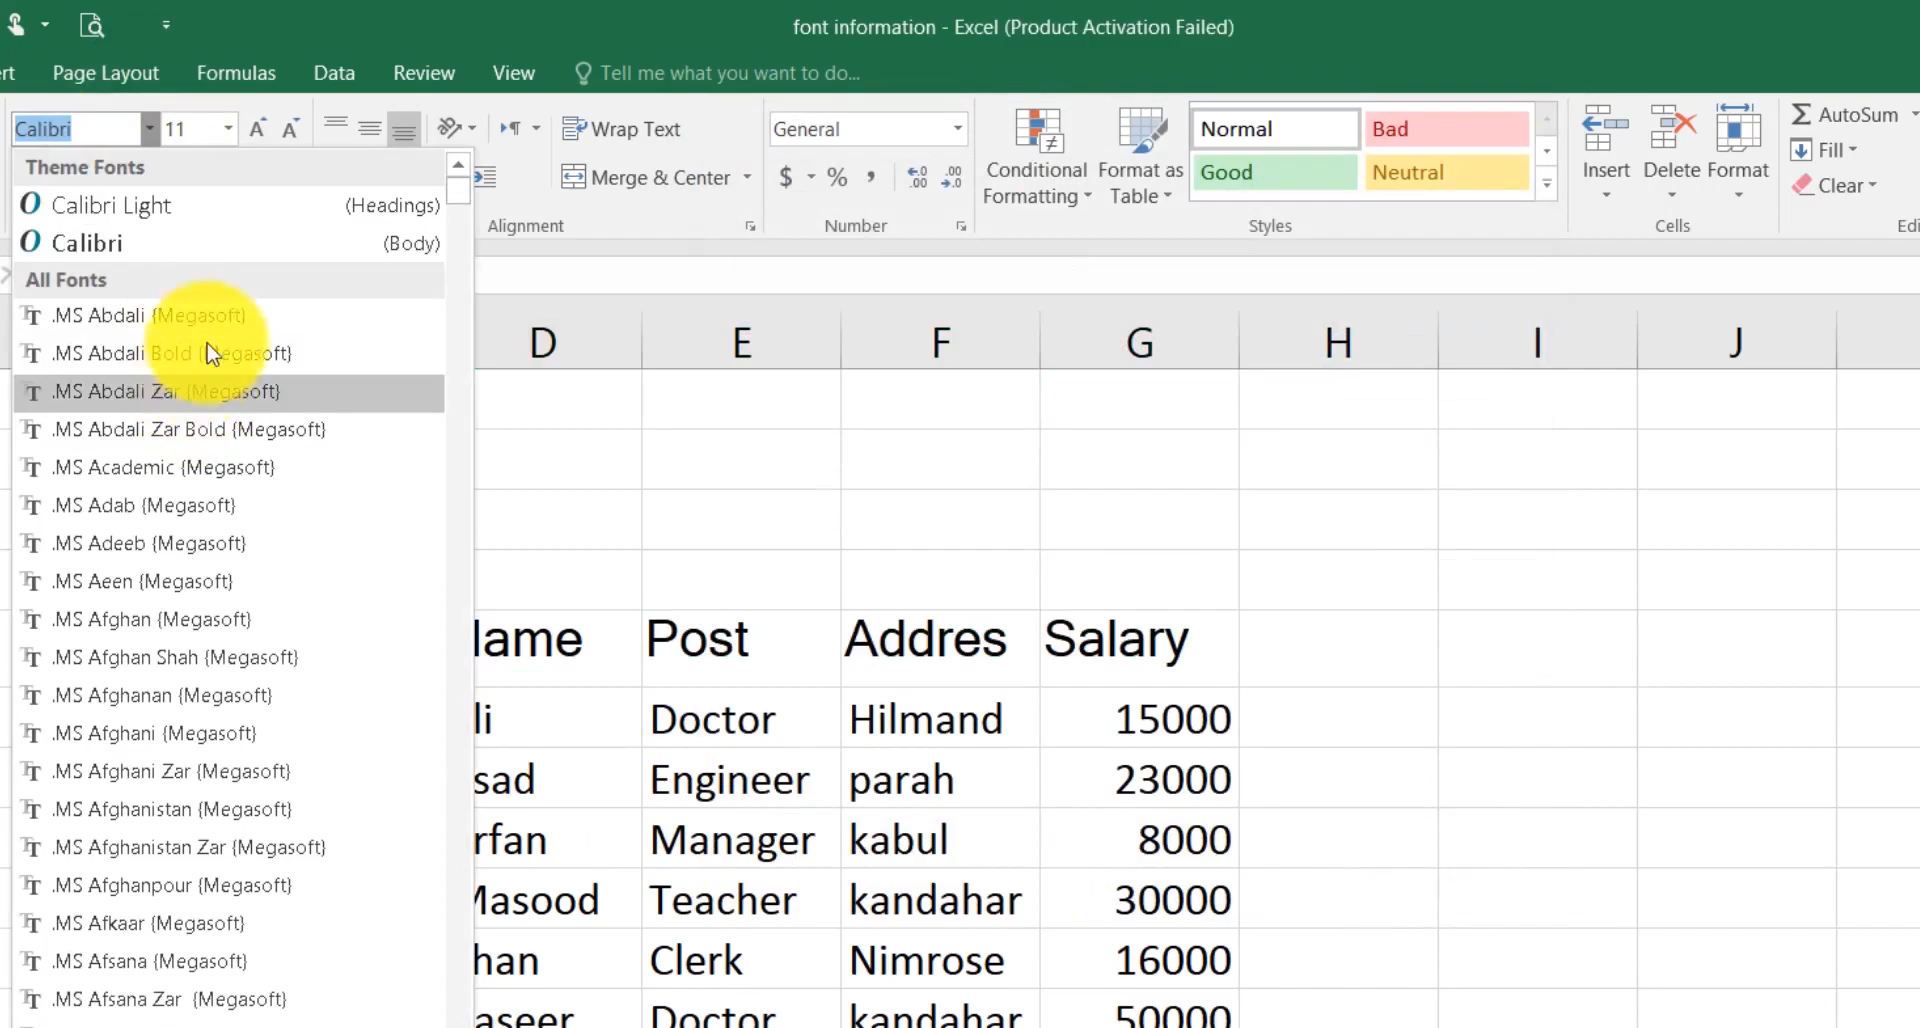 font information - Excel (Product Activation Failed)
rt Page Layout Formulas Data Review View Tell me what you want to do...
Calibri 11 Wrap Text General Conditional Formatting Format as Table Normal Bad Insert Delete Format AutoSum
Merge & Center $ % , .00 .00 Good Neutral Fill
Clear
Alignment Number Styles Cells Edi
Theme Fonts
Calibri Light (Headings)
Calibri (Body)
All Fonts
.MS Abdali {Megasoft}
.MS Abdali Bold {Megasoft}
.MS Abdali Zar {Megasoft}
.MS Abdali Zar Bold {Megasoft}
.MS Academic {Megasoft}
.MS Adab {Megasoft}
.MS Adeeb {Megasoft}
.MS Aeen {Megasoft}
.MS Afghan {Megasoft}
.MS Afghan Shah {Megasoft}
.MS Afghanan {Megasoft}
.MS Afghani {Megasoft}
.MS Afghani Zar {Megasoft}
.MS Afghanistan {Megasoft}
.MS Afghanistan Zar {Megasoft}
.MS Afghanpour {Megasoft}
.MS Afkaar {Megasoft}
.MS Afsana {Megasoft}
.MS Afsana Zar {Megasoft}
D E F G H I J
lame Post Addres Salary
li Doctor Hilmand 15000
sad Engineer parah 23000
rfan Manager kabul 8000
Masood Teacher kandahar 30000
han Clerk Nimrose 16000
aseer Doctor kandahar 50000